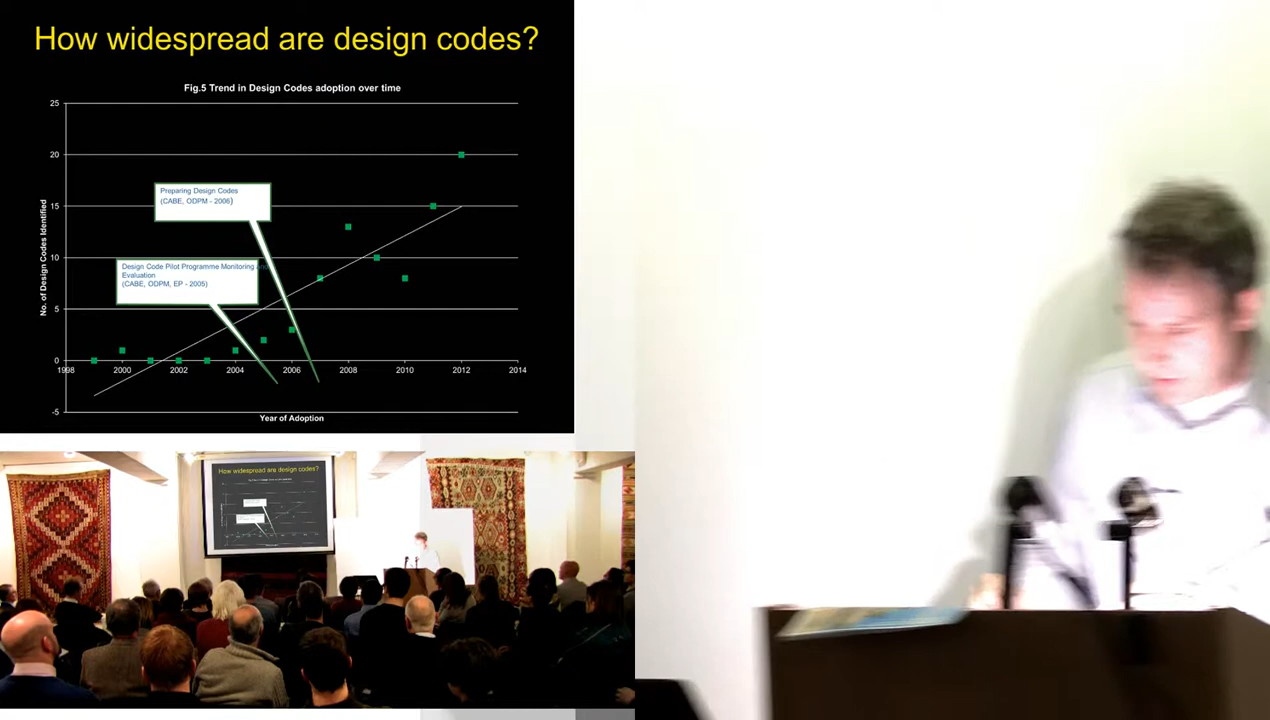 How widespread are design codes?
Fig.5 Trend in Design Codes adoption over time
25
20
15
10
5
0
-5
No. of Design Codes Identified
Preparing Design Codes
(CABE, ODPM - 2006)
Design Code Pilot Programme Monitoring and
Evaluation
(CABE, ODPM, EP - 2005)
1998 2000 2002 2004 2006 2008 2010 2012 2014
Year of Adoption
How widespread are design codes?